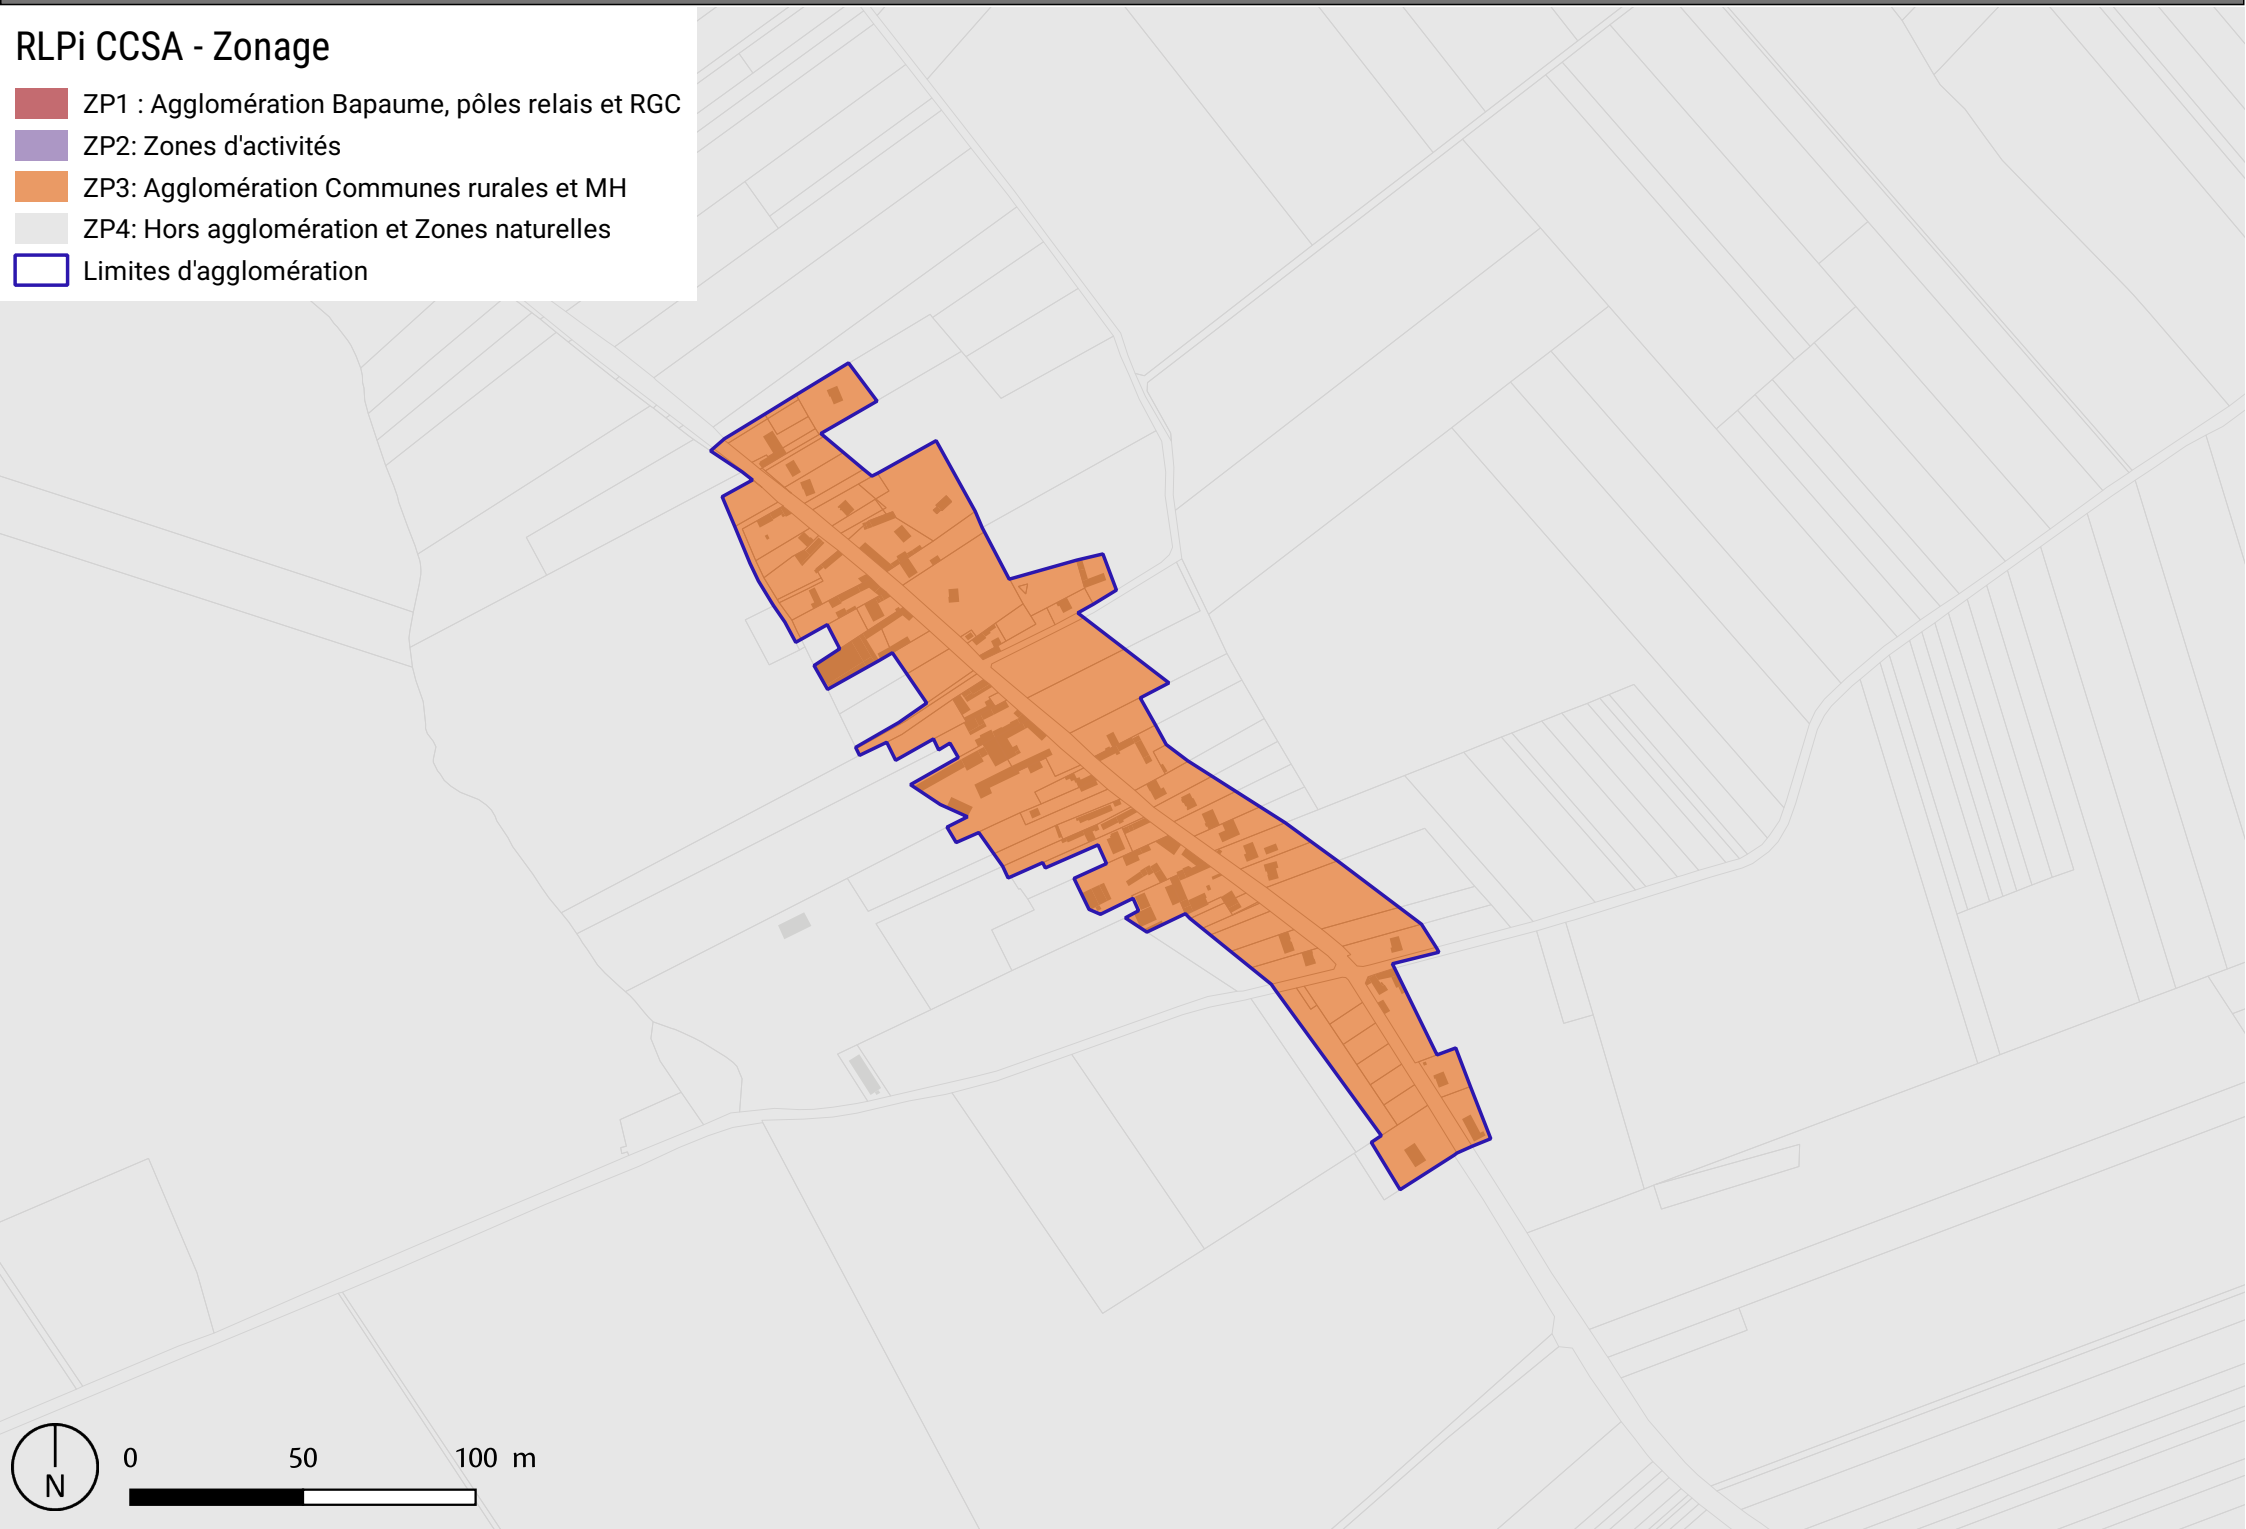 RLPi CCSA - Zonage
ZP1 : Agglomération Bapaume, pôles relais et RGC
ZP2: Zones d'activités
ZP3: Agglomération Communes rurales et MH
ZP4: Hors agglomération et Zones naturelles
Limites d'agglomération
0 50 100 m
N